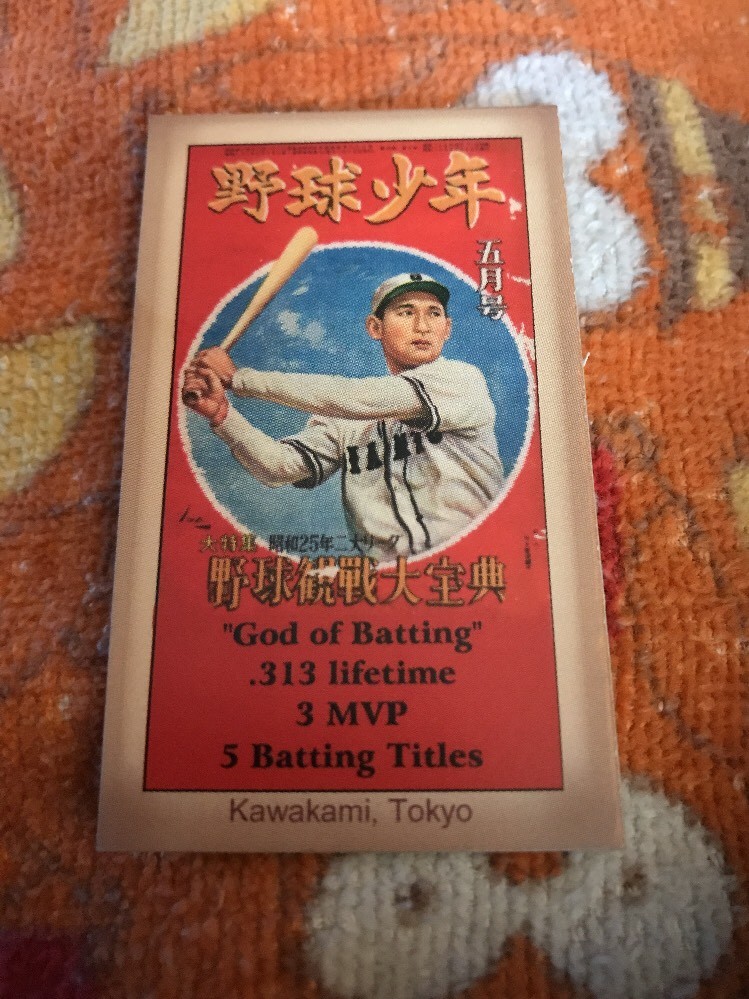 野球少年
五月号
大特集 昭和25年二大リーグ
野球観戦大宝典
"God of Batting"
.313 lifetime
3 MVP
5 Batting Titles
Kawakami, Tokyo